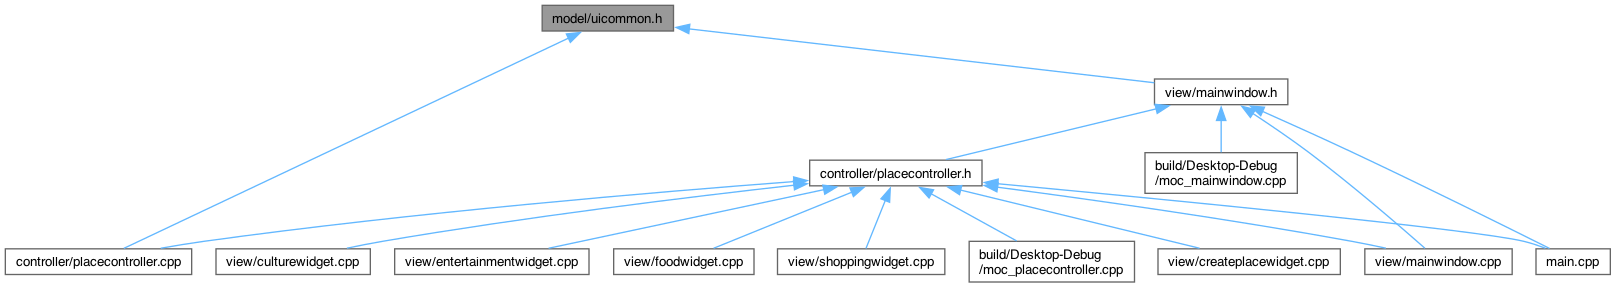 model/uicommon.h
view/mainwindow.h
build/Desktop-Debug
/moc_mainwindow.cpp
controller/placecontroller.h
controller/placecontroller.cpp
view/culturewidget.cpp
view/entertainmentwidget.cpp
view/foodwidget.cpp
view/shoppingwidget.cpp
build/Desktop-Debug
/moc_placecontroller.cpp
view/createplacewidget.cpp
view/mainwindow.cpp
main.cpp